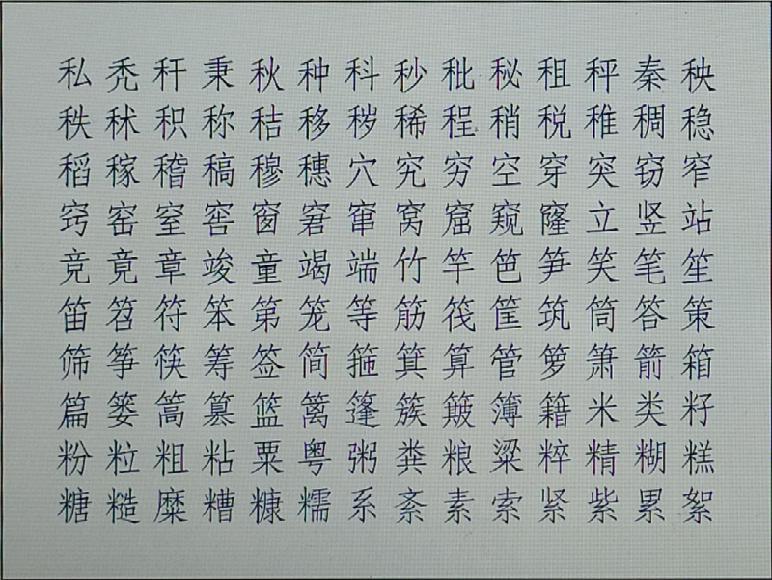 私秃秆秉秋种科秒秕秘租秤秦秧
秩秫积称秸移秽稀程稍税稚稠稳
稻稼稽稿穆穗穴究穷空穿突窃窄
窍窑窒窖窗窘窜窝窟窥窿立竖站
竞竟章竣童竭端竹竿笆笋笑笔笙
笛笤符笨第笼等筋筏筐筑筒答策
筛筝筷筹签简箍箕算管箩箫箭箱
篇篓篙篡篮篱篷簇簸簿籍米类籽
粉粒粗粘粟粤粥粪粮粱粹精糊糕
糖糙糜糟糠糯系紊素索紧紫累絮